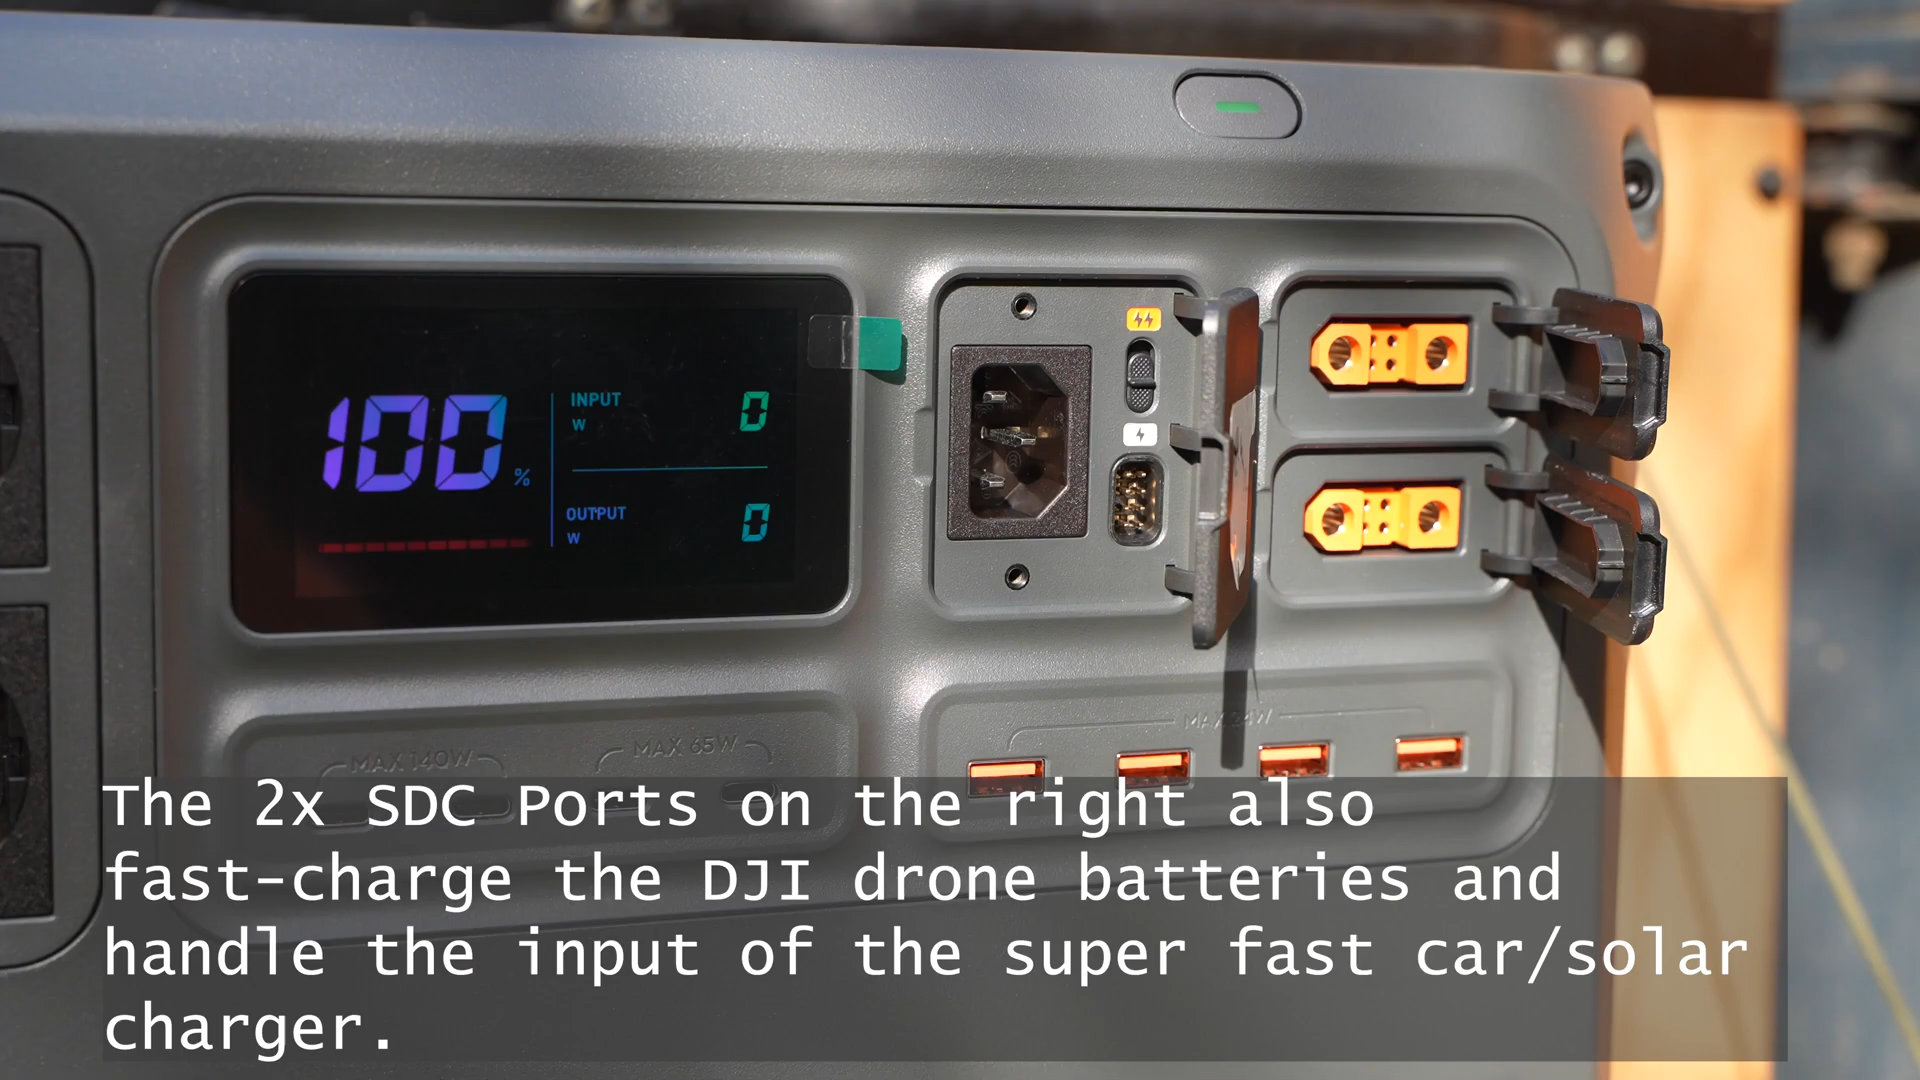 100 %
INPUT 0
W
OUTPUT 0
W
MAX 140W
MAX 65W
MAX 24W
The 2x SDC Ports on the right also
fast-charge the DJI drone batteries and
handle the input of the super fast car/solar
charger.